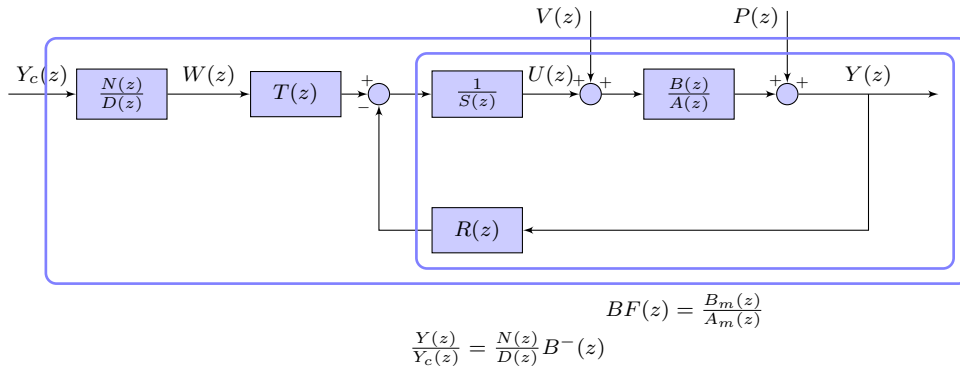 V(z) P(z)
Y_c(z) N(z)/D(z) W(z) T(z) + − 1/S(z) U(z) + + B(z)/A(z) + + Y(z)
R(z)
BF(z) = B_m(z)/A_m(z)
Y(z)/Y_c(z) = N(z)/D(z) B^−(z)